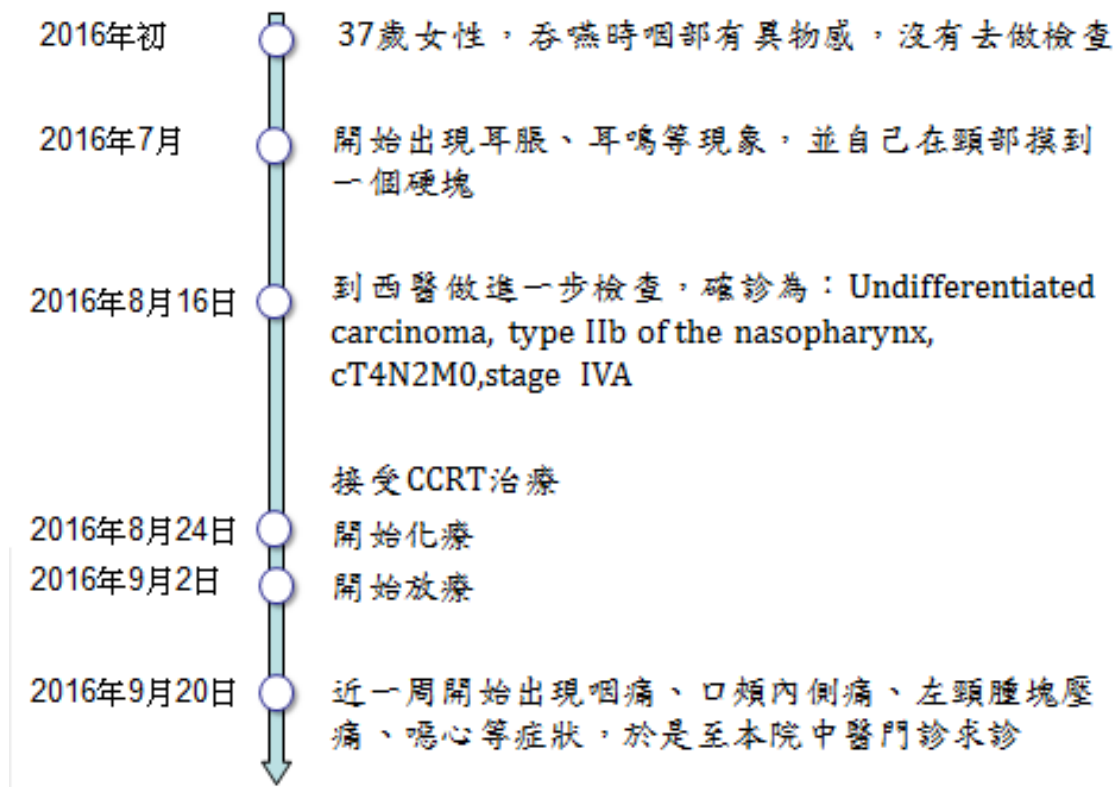 2016年初
37歲女性，吞嚥時咽部有異物感，沒有去做檢查
2016年7月
開始出現耳脹、耳鳴等現象，並自己在頸部摸到
一個硬塊
2016年8月16日
到西醫做進一步檢查，確診為：Undifferentiated
carcinoma, type IIb of the nasopharynx,
cT4N2M0,stage IVA
接受CCRT治療
2016年8月24日
開始化療
2016年9月2日
開始放療
2016年9月20日
近一周開始出現咽痛、口頰內側痛、左頸腫塊壓
痛、噁心等症狀，於是至本院中醫門診求診